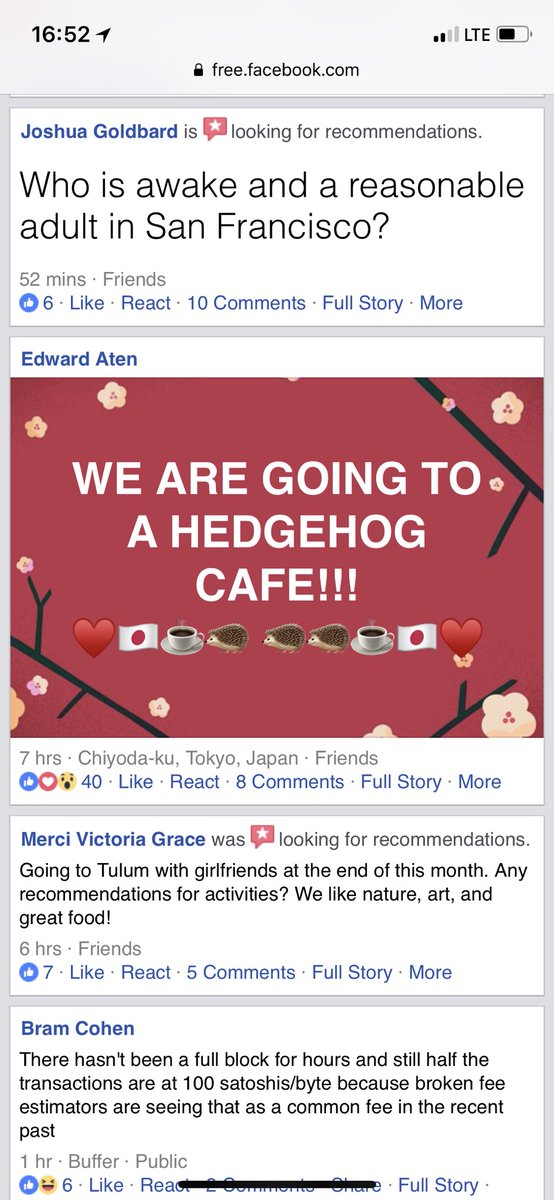 16:52 LTE
free.facebook.com
Joshua Goldbard is looking for recommendations.
Who is awake and a reasonable
adult in San Francisco?
52 mins · Friends
6 · Like · React · 10 Comments · Full Story · More
Edward Aten
WE ARE GOING TO
A HEDGEHOG
CAFE!!!
7 hrs · Chiyoda-ku, Tokyo, Japan · Friends
40 · Like · React · 8 Comments · Full Story · More
Merci Victoria Grace was looking for recommendations.
Going to Tulum with girlfriends at the end of this month. Any
recommendations for activities? We like nature, art, and
great food!
6 hrs · Friends
7 · Like · React · 5 Comments · Full Story · More
Bram Cohen
There hasn't been a full block for hours and still half the
transactions are at 100 satoshis/byte because broken fee
estimators are seeing that as a common fee in the recent
past
1 hr · Buffer · Public
6 · Like · React · 2 Comments · Share · Full Story ·